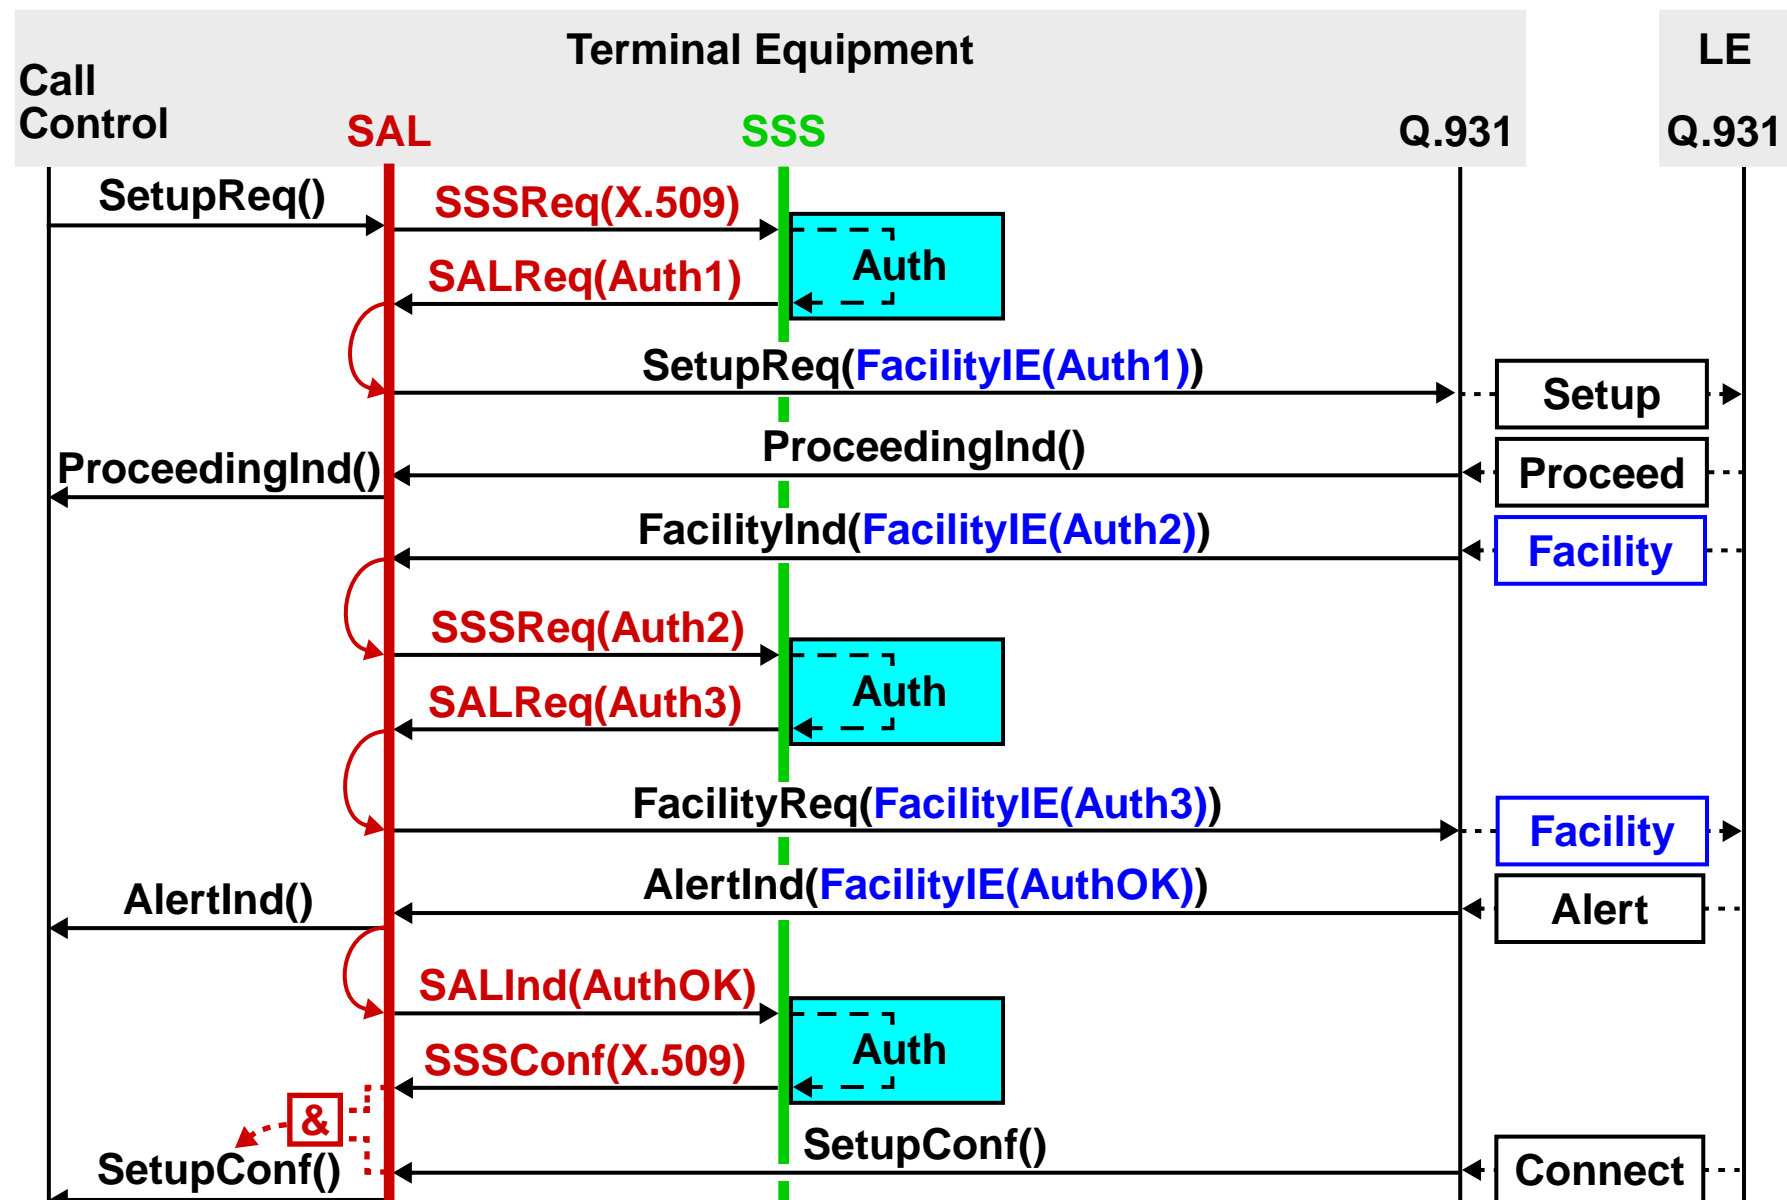 Terminal Equipment
LE
Call
Control
SAL
SSS
Q.931
Q.931
SetupReq()
SSSReq(X.509)
Auth
SALReq(Auth1)
SetupReq(FacilityIE(Auth1))
Setup
ProceedingInd()
ProceedingInd()
Proceed
FacilityInd(FacilityIE(Auth2))
Facility
SSSReq(Auth2)
Auth
SALReq(Auth3)
FacilityReq(FacilityIE(Auth3))
Facility
AlertInd()
AlertInd(FacilityIE(AuthOK))
Alert
SALInd(AuthOK)
Auth
SSSConf(X.509)
&
SetupConf()
SetupConf()
Connect